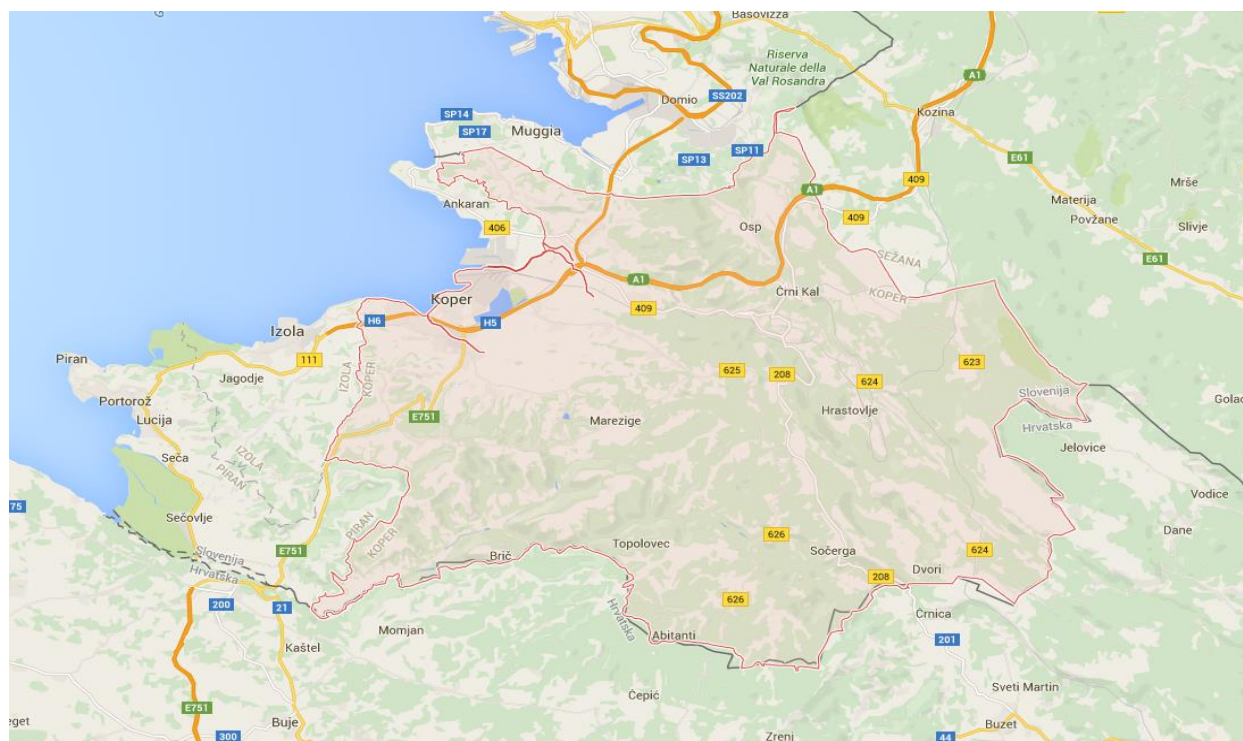 Basovizza
Riserva
Naturale della
Val Rosandra
A1
SS202
Domio
Kozina
SP14
SP17
Muggia
E61
SP13
SP11
409
Mrše
A1
Materija
Ankaran
406
Osp
409
Povžane
Slivje
SEŽANA
E61
A1
KOPER
Koper
Črni Kal
409
H6
H5
Izola
Piran
111
IZOLA
KOPER
625
208
624
623
Jagodje
Portorož
E751
Hrastovlje
Slovenija
Golac
Lucija
Marezige
Hrvatska
Jelovice
Seča
IZOLA
PIRAN
75
Vodice
Sečovlje
PIRAN
KOPER
626
Dane
Slovenija
Hrvatska
E751
Brič
Topolovec
Sočerga
624
Dvori
208
200
21
626
Hrvatska
Momjan
Abitanti
Črnica
201
Kaštel
Čepić
Sveti Martin
E751
Buje
Buzet
300
Zreni
44